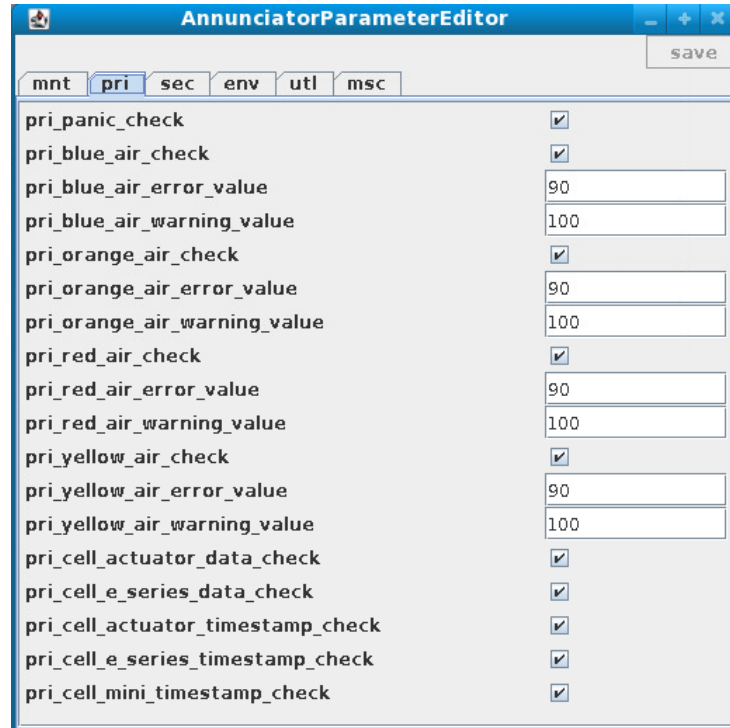 AnnunciatorParameterEditor
save
mnt pri sec env utl msc
pri_panic_check
pri_blue_air_check
pri_blue_air_error_value 90
pri_blue_air_warning_value 100
pri_orange_air_check
pri_orange_air_error_value 90
pri_orange_air_warning_value 100
pri_red_air_check
pri_red_air_error_value 90
pri_red_air_warning_value 100
pri_yellow_air_check
pri_yellow_air_error_value 90
pri_yellow_air_warning_value 100
pri_cell_actuator_data_check
pri_cell_e_series_data_check
pri_cell_actuator_timestamp_check
pri_cell_e_series_timestamp_check
pri_cell_mini_timestamp_check